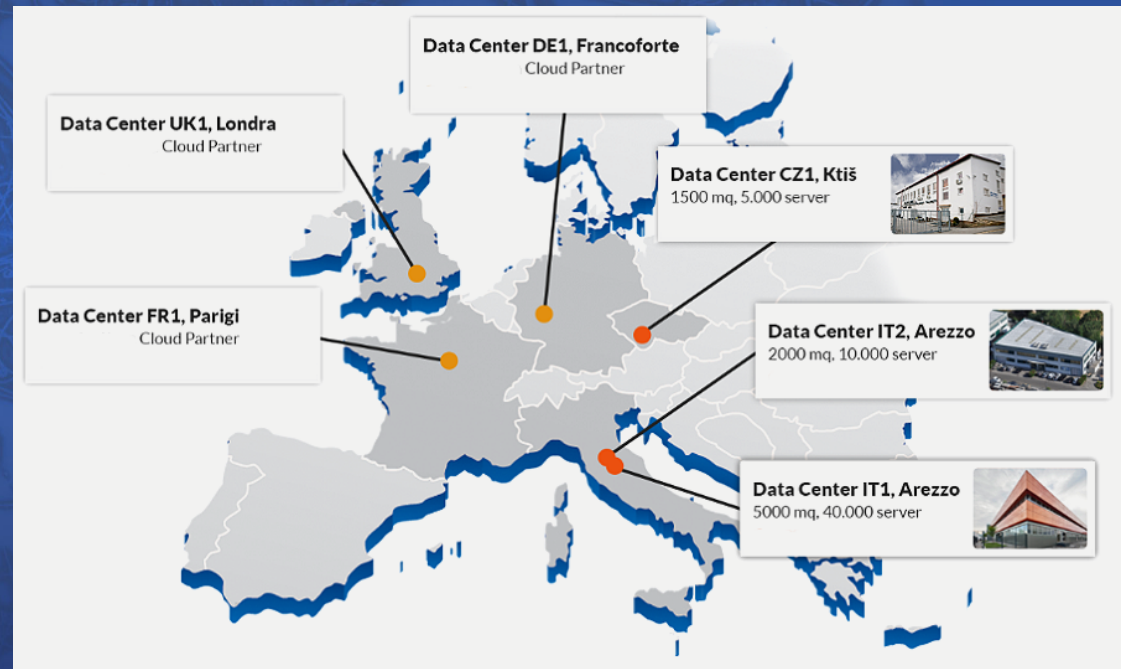 Data Center DE1, Francoforte
Cloud Partner
Data Center UK1, Londra
Cloud Partner
Data Center CZ1, Ktiš
1500 mq, 5.000 server
Data Center FR1, Parigi
Cloud Partner
Data Center IT2, Arezzo
2000 mq, 10.000 server
Data Center IT1, Arezzo
5000 mq, 40.000 server